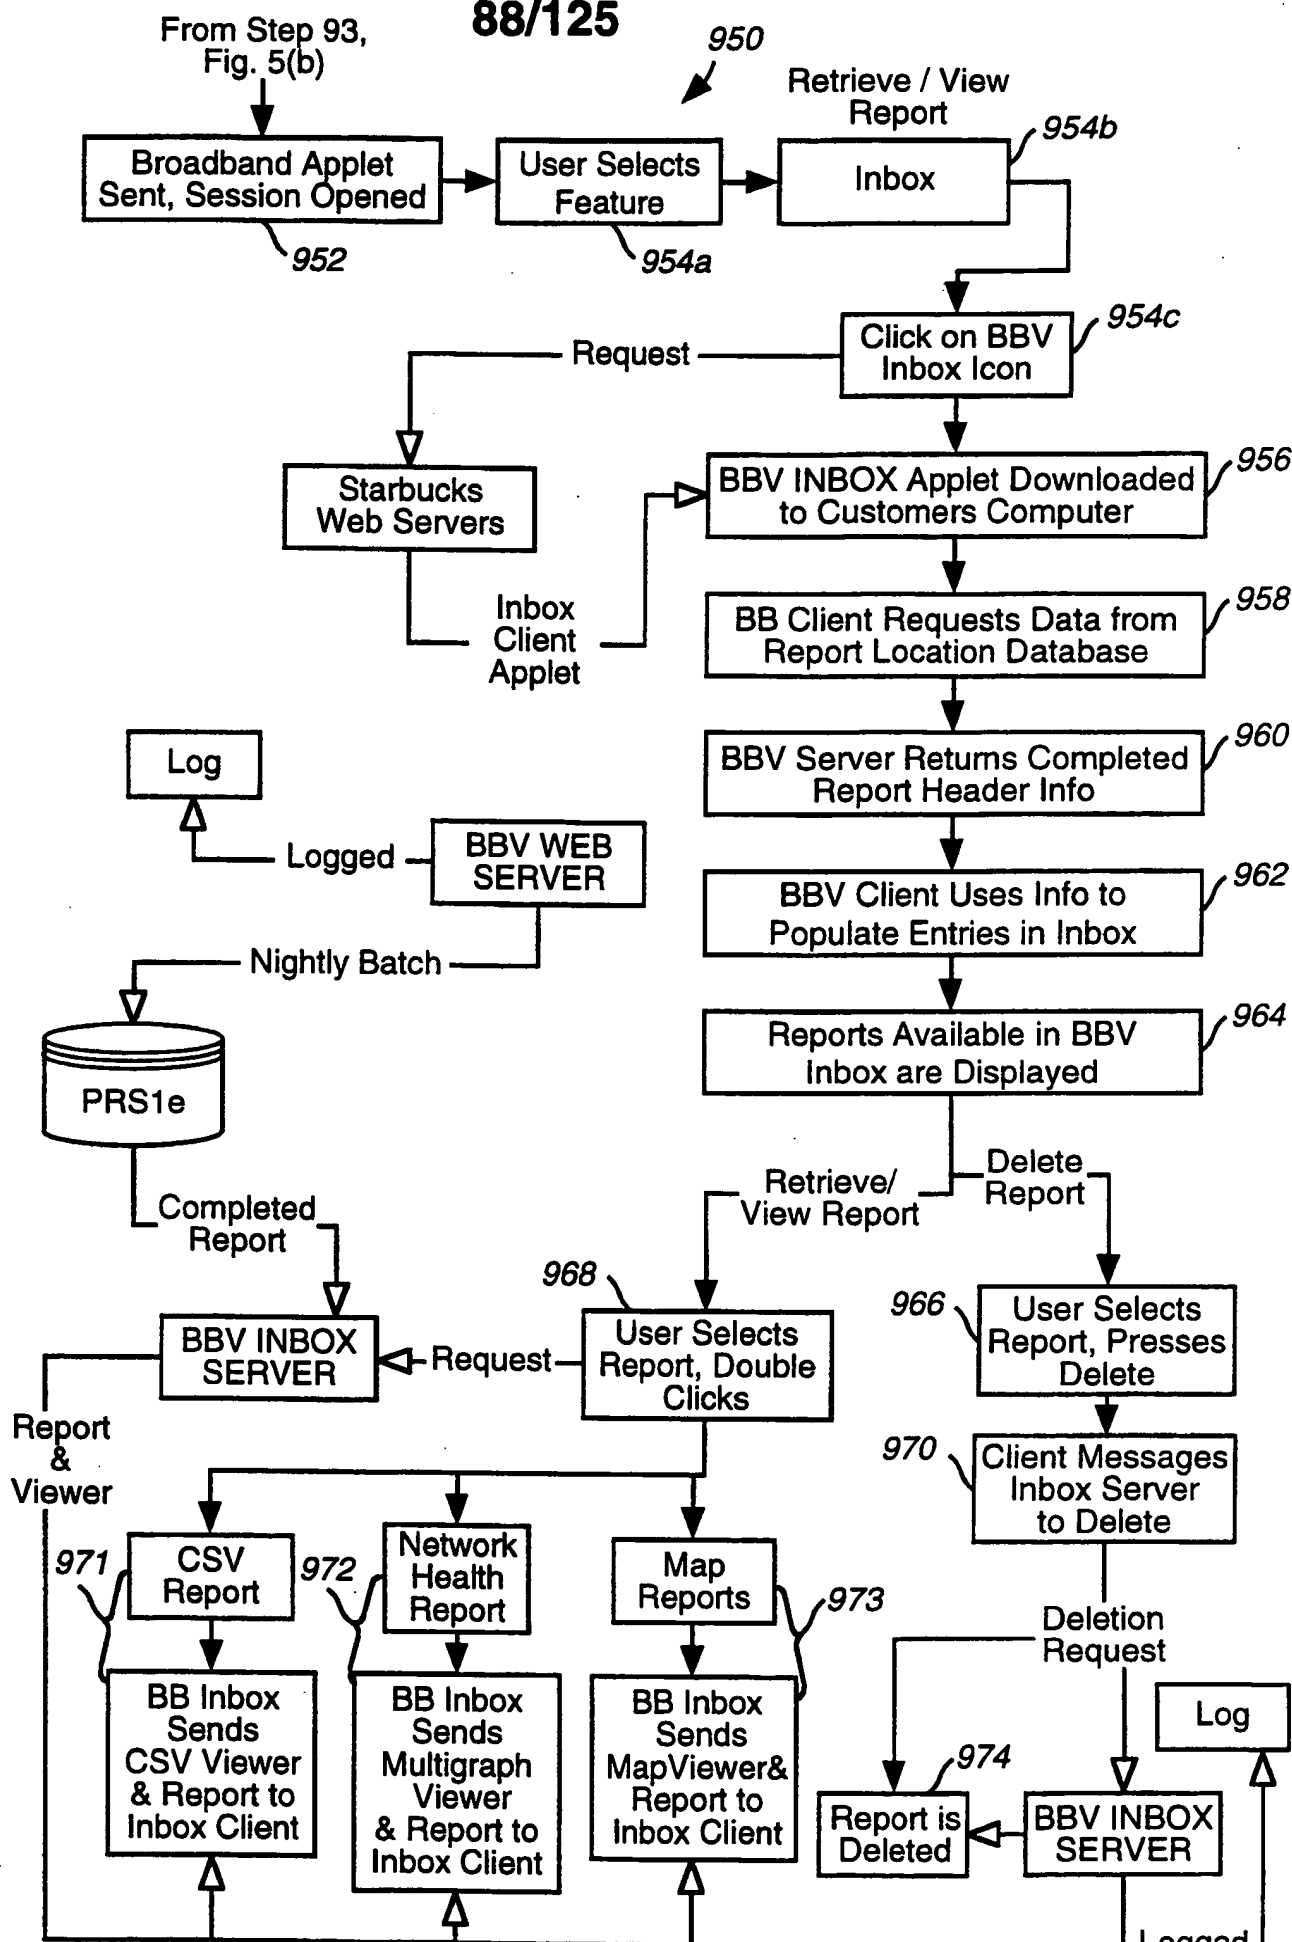 88/125
From Step 93,
Fig. 5(b)
950
Retrieve / View
Report
954b
Broadband Applet
Sent, Session Opened
User Selects
Feature
Inbox
952
954a
954c
Click on BBV
Inbox Icon
Request
956
Starbucks
Web Servers
BBV INBOX Applet Downloaded
to Customers Computer
Inbox
Client
Applet
958
BB Client Requests Data from
Report Location Database
960
Log
BBV Server Returns Completed
Report Header Info
Logged
BBV WEB
SERVER
962
BBV Client Uses Info to
Populate Entries in Inbox
Nightly Batch
964
Reports Available in BBV
Inbox are Displayed
PRS1e
Retrieve/
View Report
Delete
Report
Completed
Report
968
966
BBV INBOX
SERVER
Request
User Selects
Report, Double
Clicks
User Selects
Report, Presses
Delete
Report
&
Viewer
970
Client Messages
Inbox Server
to Delete
971
CSV
Report
972
Network
Health
Report
Map
Reports
973
Deletion
Request
BB Inbox
Sends
CSV Viewer
& Report to
Inbox Client
BB Inbox
Sends
Multigraph
Viewer
& Report to
Inbox Client
BB Inbox
Sends
MapViewer&
Report to
Inbox Client
Log
974
Report is
Deleted
BBV INBOX
SERVER
Logged